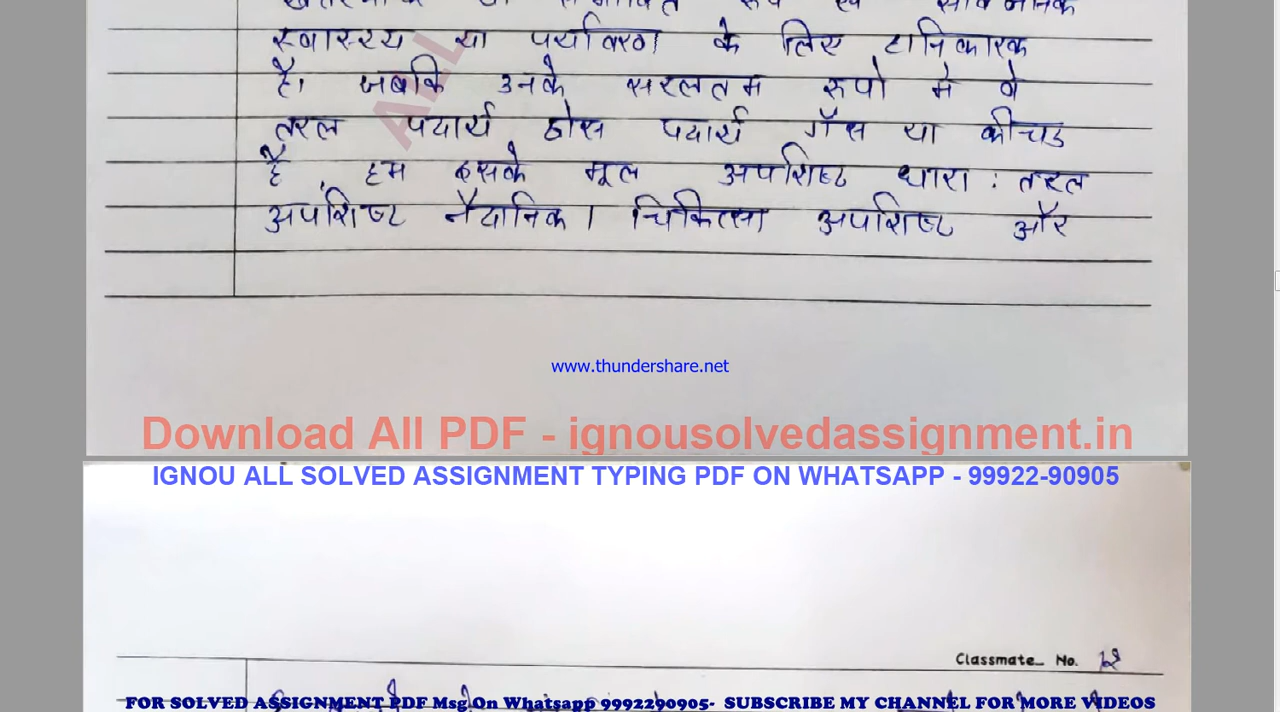 स्वास्थ्य या पर्यावरण के लिए हानिकारक
है, जबकि उनके सरलतम रूपो मे वे
तरल पदार्थ ठोस पदार्थ गॅस या कीचड
है, हम इसके मूल अपशिष्ट धारा : तरल
अपशिष्ट नैदानिक । चिकित्सा अपशिष्ट और
ALL
www.thundershare.net
Download All PDF - ignousolvedassignment.in
IGNOU ALL SOLVED ASSIGNMENT TYPING PDF ON WHATSAPP - 99922-90905
Classmate No.
FOR SOLVED ASSIGNMENT PDF Msg On Whatsapp 9992290905- SUBSCRIBE MY CHANNEL FOR MORE VIDEOS